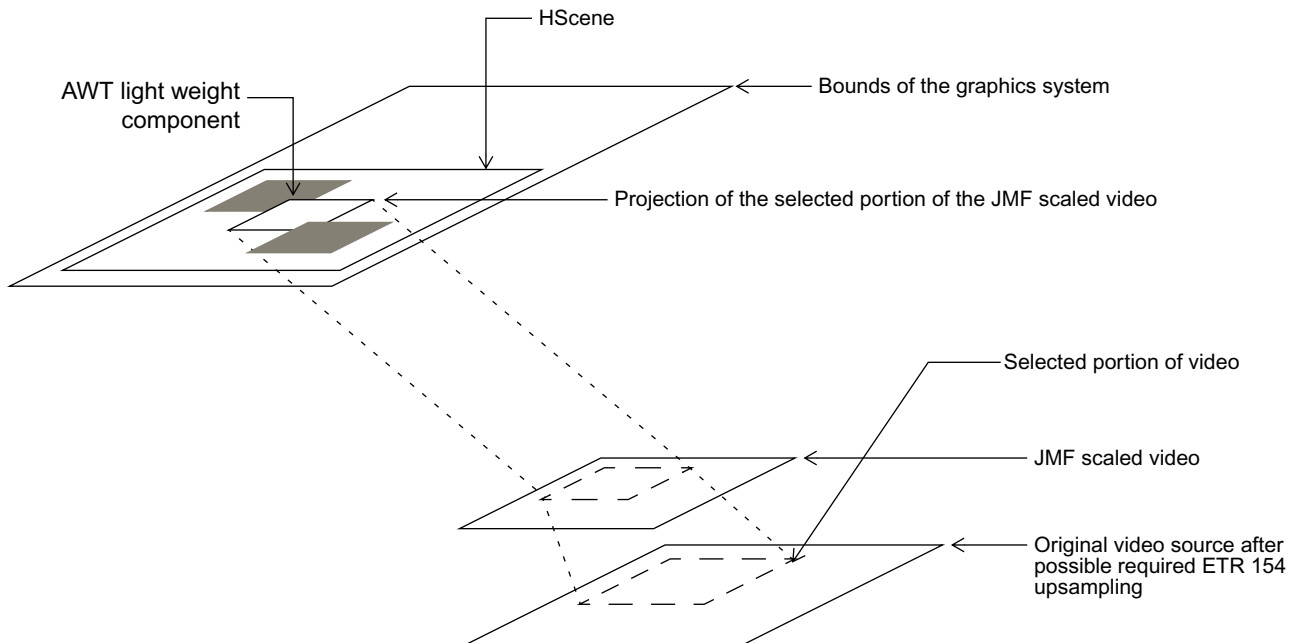 HScene
AWT light weight
component
Bounds of the graphics system
Projection of the selected portion of the JMF scaled video
Selected portion of video
JMF scaled video
Original video source after
possible required ETR 154
upsampling